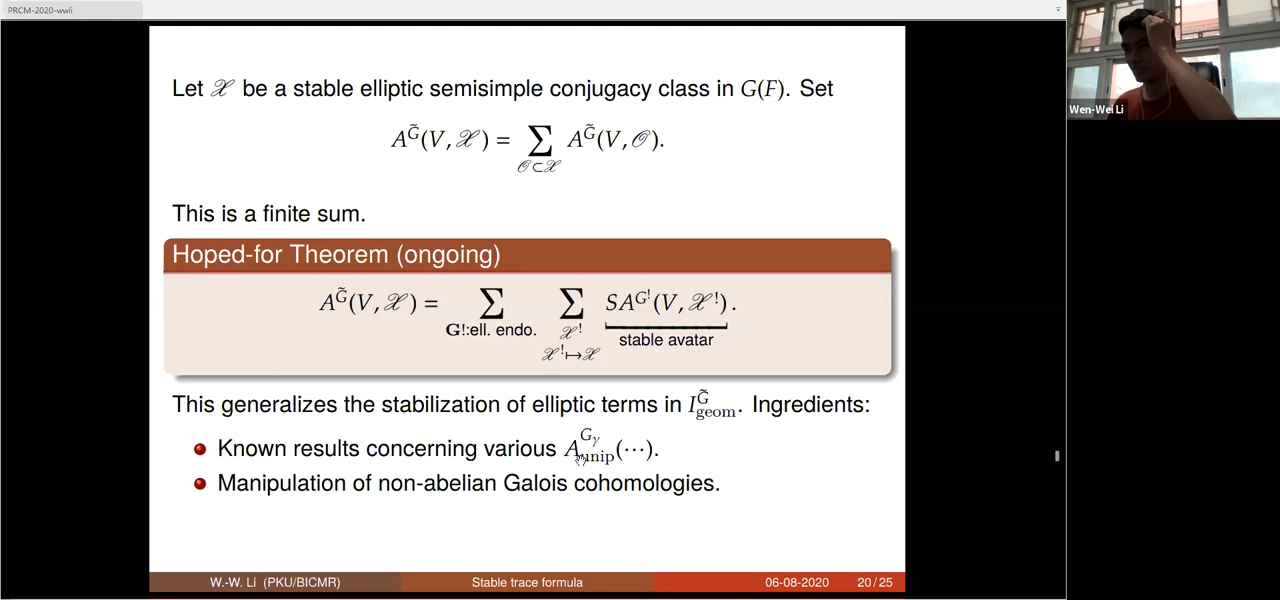 PRCM-2020-wwli
Let 𝒳 be a stable elliptic semisimple conjugacy class in G(F). Set
A^G̃(V, 𝒳) = ∑_{𝒪⊂𝒳} A^G̃(V, 𝒪).
This is a finite sum.
Hoped-for Theorem (ongoing)
A^G̃(V, 𝒳) = ∑_{G^!:ell. endo.} ∑_{𝒳^! 𝒳^!↦𝒳} SA^{G^!}(V, 𝒳^!).
stable avatar
This generalizes the stabilization of elliptic terms in I^G̃_geom. Ingredients:
Known results concerning various A^{G_γ}_unip(⋯).
Manipulation of non-abelian Galois cohomologies.
W.-W. Li (PKU/BICMR) Stable trace formula 06-08-2020 20/25
Wen-Wei Li